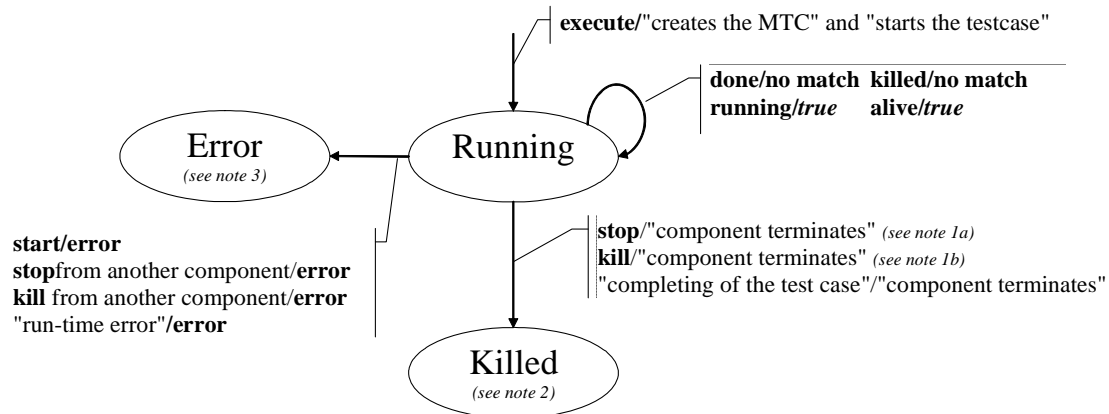 execute/"creates the MTC" and "starts the testcase"
done/no match killed/no match
running/true alive/true
Error
(see note 3)
Running
start/error
stopfrom another component/error
kill from another component/error
"run-time error"/error
stop/"component terminates" (see note 1a)
kill/"component terminates" (see note 1b)
"completing of the test case"/"component terminates"
Killed
(see note 2)